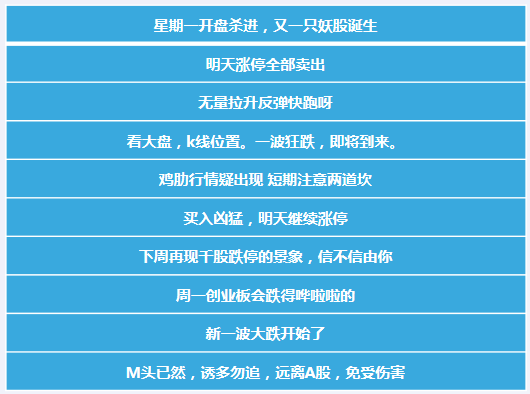 星期一开盘杀进，又一只妖股诞生
明天涨停全部卖出
无量拉升反弹快跑呀
看大盘，k线位置。一波狂跌，即将到来。
鸡肋行情疑出现 短期注意两道坎
买入凶猛，明天继续涨停
下周再现千股跌停的景象，信不信由你
周一创业板会跌得哗啦啦的
新一波大跌开始了
M头已然，诱多勿追，远离A股，免受伤害